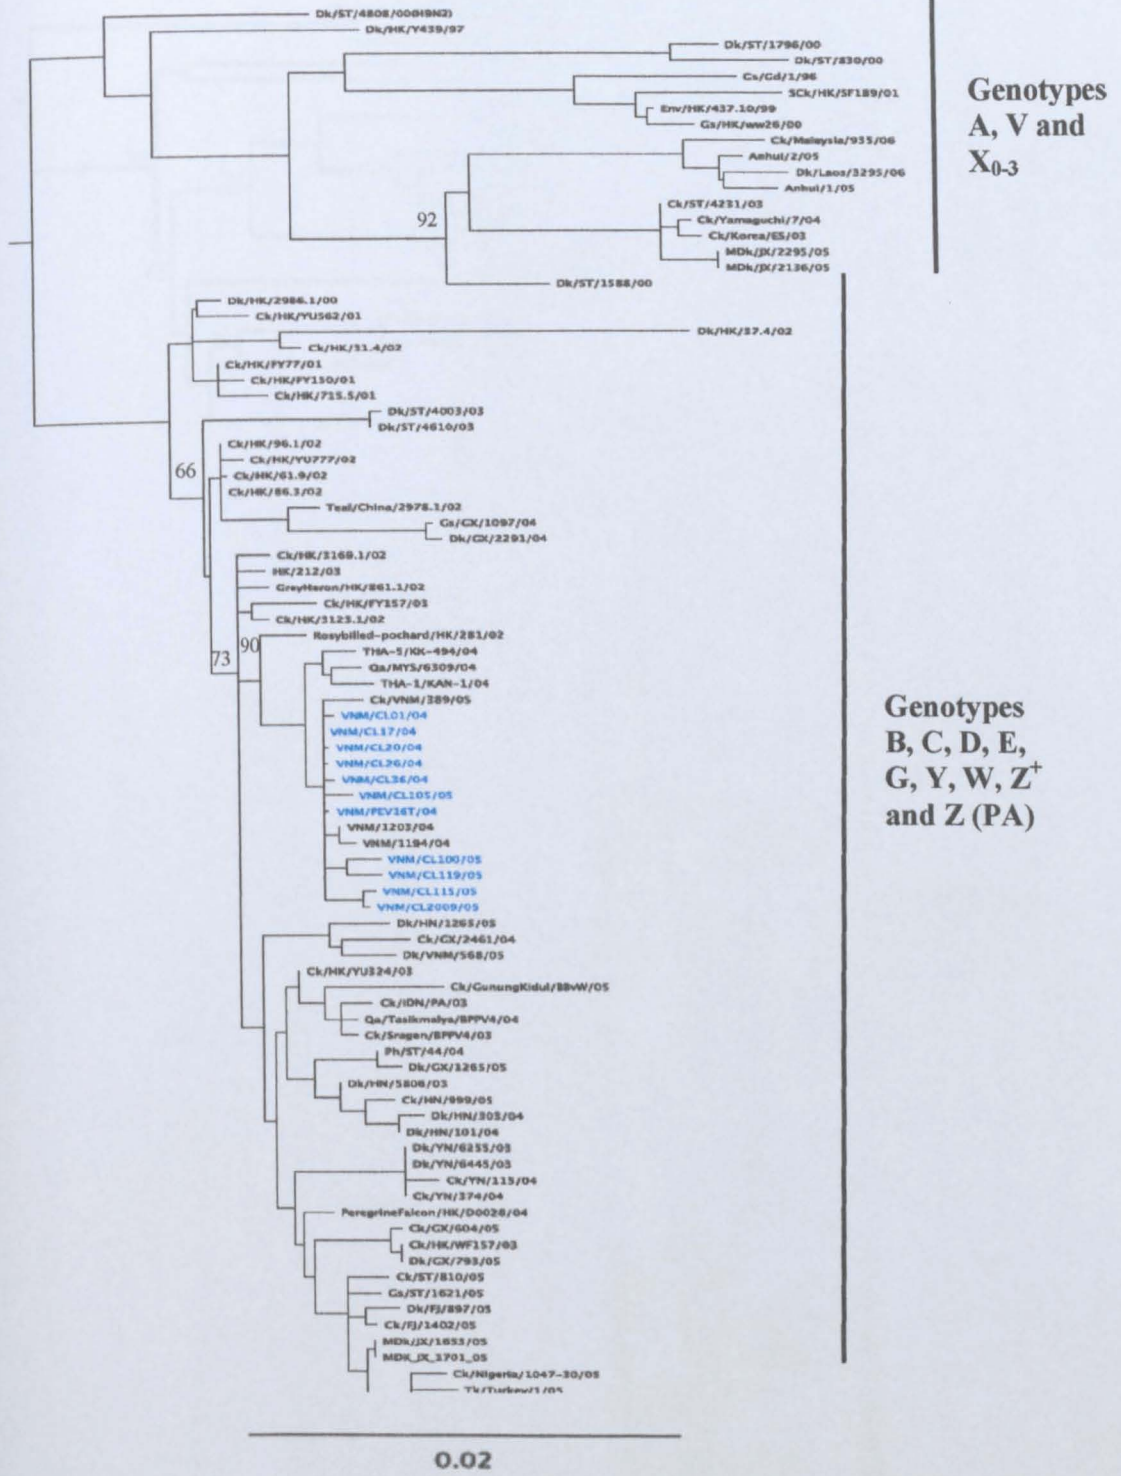 Dk/ST/4808/00(H9N2)
Dk/HK/Y439/97
Dk/ST/1796/00
Dk/ST/830/00
Gs/Gd/1/96
SCk/HK/SF189/01
Env/HK/437.10/99
Gs/HK/ww26/00
Ck/Malaysia/935/06
Anhui/2/05
Dk/Laos/3295/06
Anhui/1/05
92
Ck/ST/4231/03
Ck/Yamaguchi/7/04
Ck/Korea/ES/03
MDk/JX/2295/05
MDk/JX/2136/05
Dk/ST/1588/00
Genotypes
A, V and
X0-3
Dk/HK/2986.1/00
Ck/HK/YU562/01
Dk/HK/37.4/02
Ck/HK/31.4/02
Ck/HK/FY77/01
Ck/HK/FY150/01
Ck/HK/715.5/01
Dk/ST/4003/03
Dk/ST/4610/03
66
Ck/HK/96.1/02
Ck/HK/YU777/02
Ck/HK/61.9/02
Ck/HK/86.3/02
Teal/China/2978.1/02
Gs/GX/1097/04
Dk/GX/2291/04
Ck/HK/3169.1/02
HK/212/03
GreyHeron/HK/861.1/02
Ck/HK/FY157/03
Ck/HK/3123.1/02
73
90
Rosybilled-pochard/HK/281/02
THA-5/KK-494/04
Qa/MYS/6309/04
THA-1/KAN-1/04
Ck/VNM/389/05
VNM/CL01/04
VNM/CL17/04
VNM/CL20/04
VNM/CL26/04
VNM/CL36/04
VNM/CL105/05
VNM/PEV16T/04
VNM/1203/04
VNM/1194/04
VNM/CL100/05
VNM/CL119/05
VNM/CL115/05
VNM/CL2009/05
Dk/HN/1265/05
Ck/GX/2461/04
Dk/VNM/568/05
Ck/HK/YU324/03
Ck/GunungKidul/BBvW/05
Ck/IDN/PA/03
Qa/Tasikmalya/BPPV4/04
Ck/Sragen/BPPV4/03
Ph/ST/44/04
Dk/GX/1265/05
Dk/HN/5806/03
Ck/HN/999/05
Dk/HN/303/04
Dk/HN/101/04
Dk/YN/6255/03
Dk/YN/6445/03
Ck/YN/115/04
Ck/YN/374/04
PeregrineFalcon/HK/D0028/04
Ck/GX/604/05
Ck/HK/WF157/03
Dk/GX/793/05
Ck/ST/810/05
Gs/ST/1621/05
Dk/FJ/897/05
Ck/FJ/1402/05
MDk/JX/1653/05
MDK_JX_1701_05
Ck/Nigeria/1047-30/05
Tk/Turkey/1/05
Genotypes
B, C, D, E,
G, Y, W, Z+
and Z (PA)
0.02